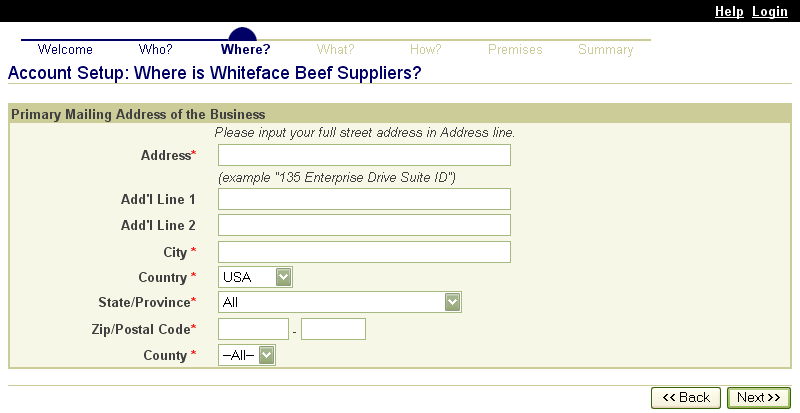 Help Login
Welcome Who? Where? What? How? Premises Summary
Account Setup: Where is Whiteface Beef Suppliers?
Primary Mailing Address of the Business
Please input your full street address in Address line.
Address*
(example "135 Enterprise Drive Suite ID")
Add'l Line 1
Add'l Line 2
City *
Country * USA
State/Province* All
Zip/Postal Code* -
County * --All--
<< Back Next >>